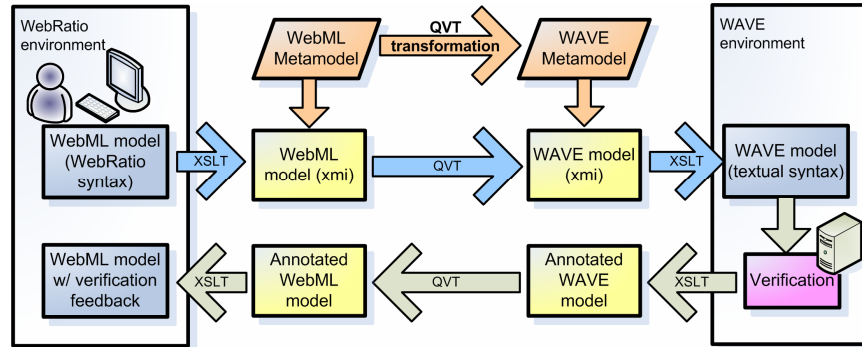 WebRatio
environment
WebML
Metamodel
QVT
transformation
WAVE
Metamodel
WAVE
environment
WebML model
(WebRatio
syntax)
XSLT
WebML
model (xmi)
QVT
WAVE model
(xmi)
XSLT
WAVE model
(textual syntax)
WebML model
w/ verification
feedback
XSLT
Annotated
WebML
model
QVT
Annotated
WAVE
model
XSLT
Verification